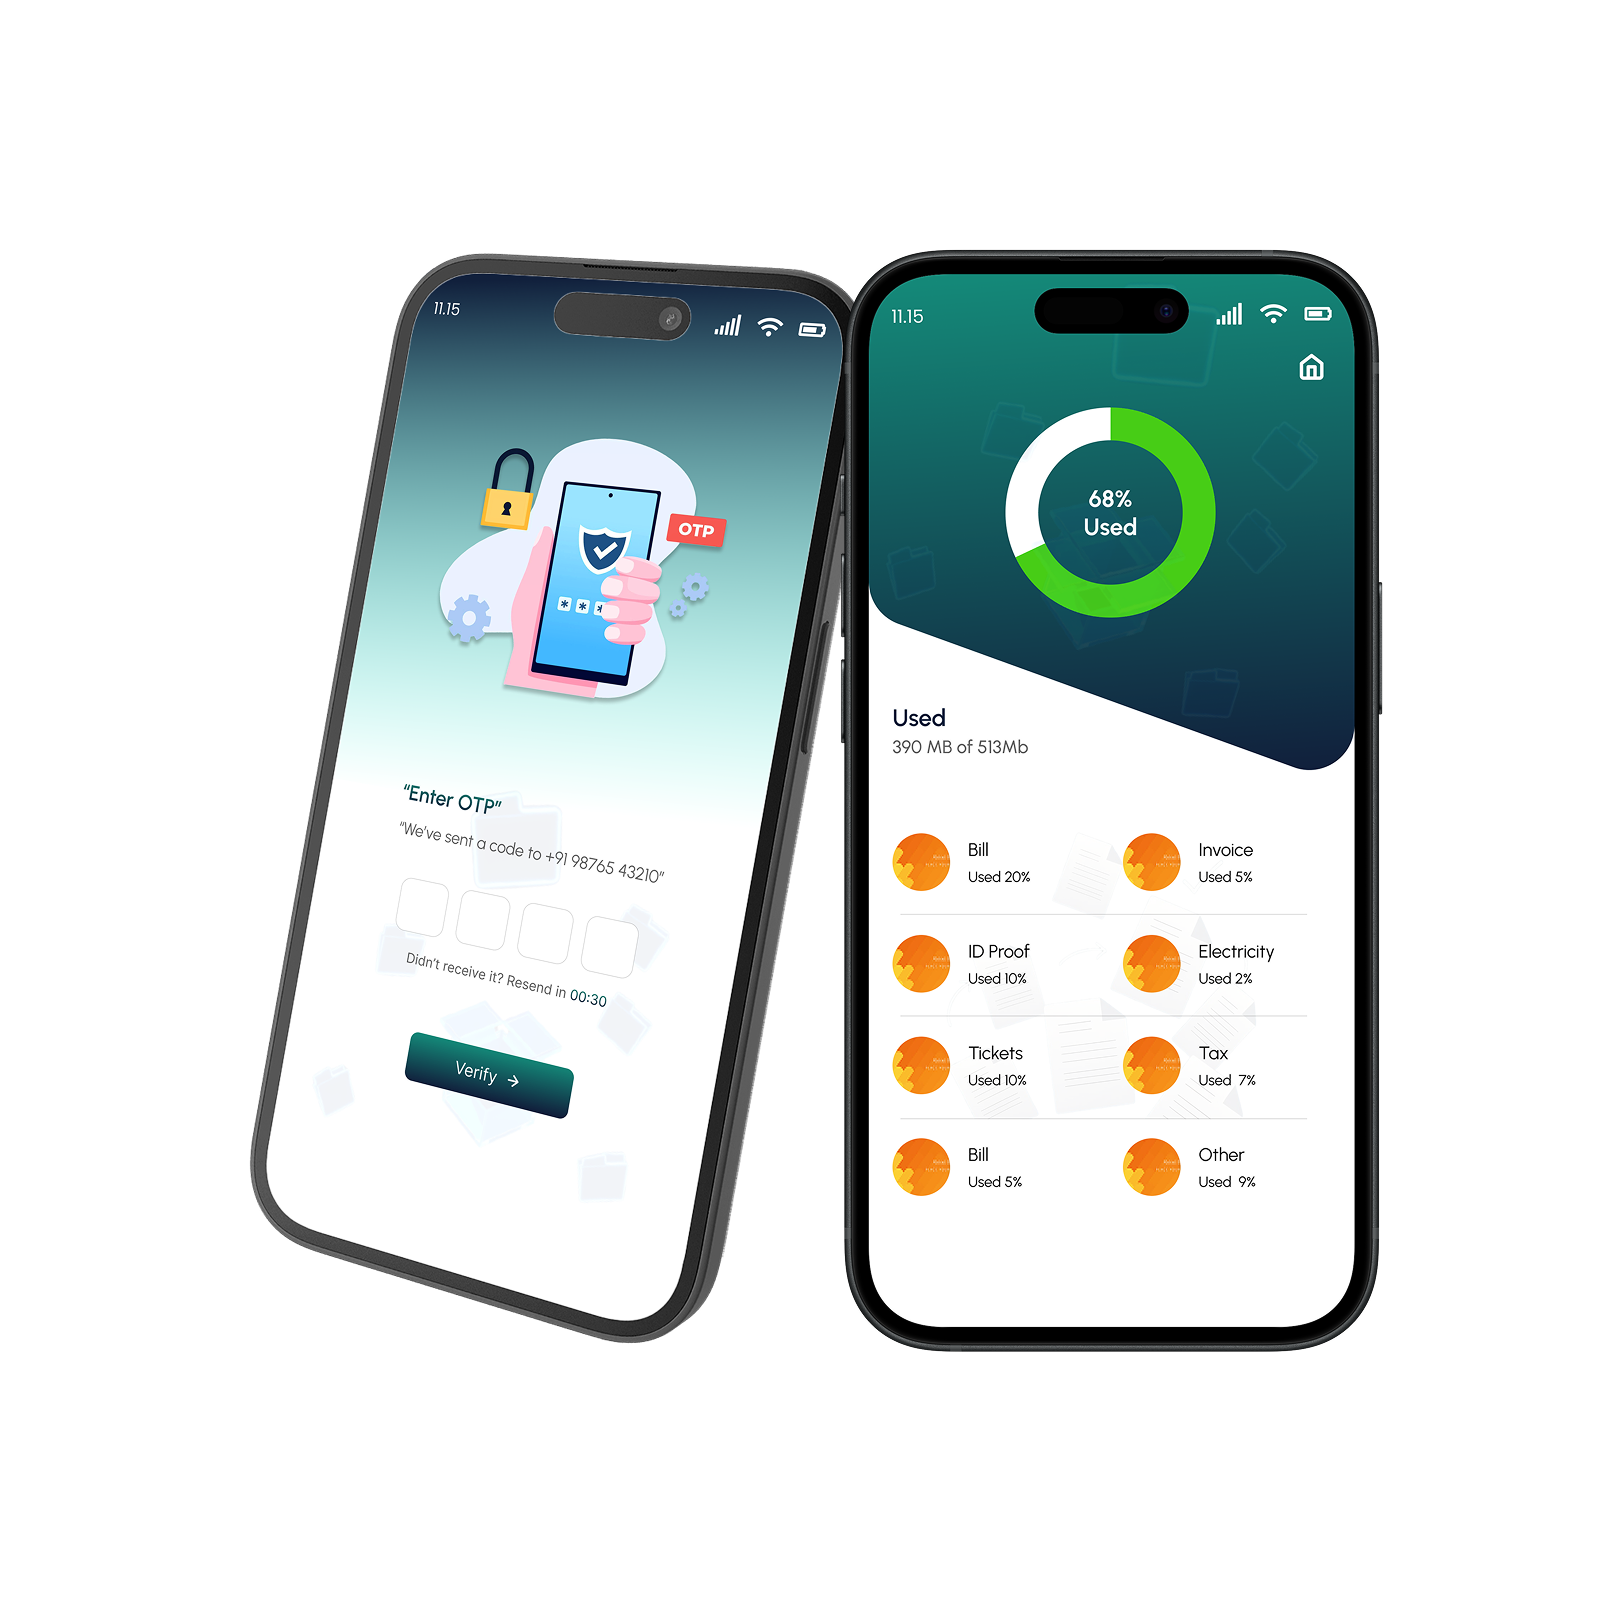 11.15
OTP
* * *
“Enter OTP”
“We’ve sent a code to +91 98765 43210”
Didn’t receive it? Resend in 00:30
Verify →
11.15
68%
Used
Used
390 MB of 513Mb
Bill
Used 20%
Invoice
Used 5%
ID Proof
Used 10%
Electricity
Used 2%
Tickets
Used 10%
Tax
Used  7%
Bill
Used 5%
Other
Used  9%